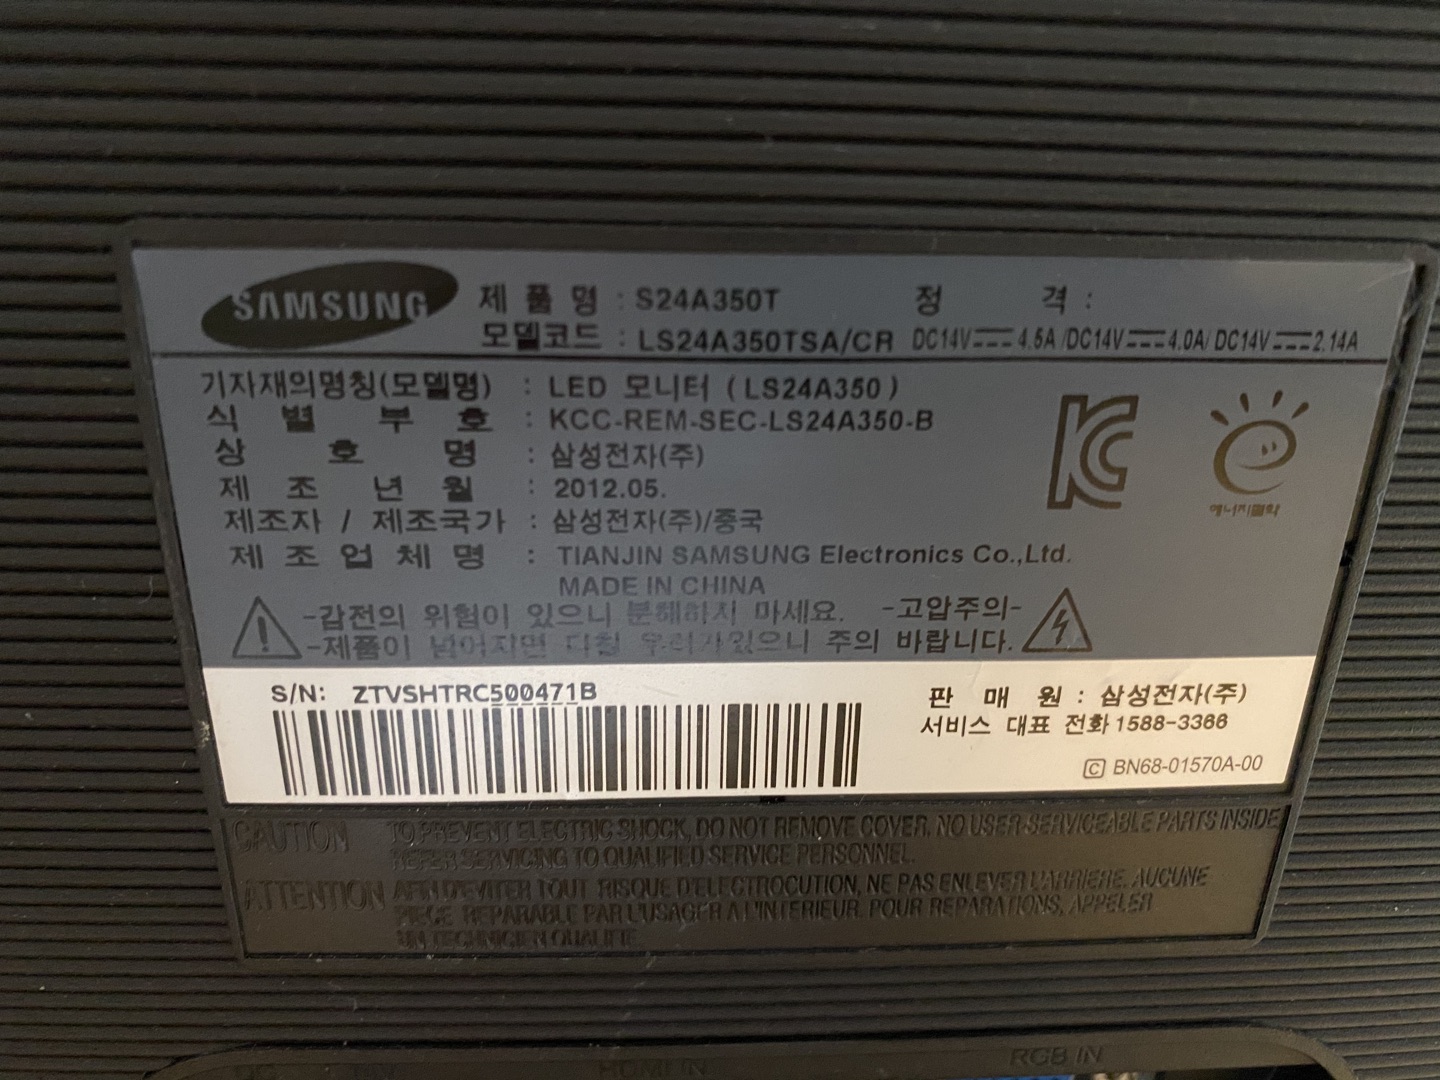 SAMSUNG
제 품 명 : S24A350T 정 격 :
모델코드 : LS24A350TSA/CR DC14V 4.5A /DC14V 4.0A/ DC14V 2.14A
기자재의명칭(모델명) : LED 모니터 (LS24A350)
식 별 부 호 : KCC-REM-SEC-LS24A350-B
상 호 명 : 삼성전자(주)
제 조 년 월 : 2012.05.
제조자 / 제조국가 : 삼성전자(주)/중국
제 조 업 체 명 : TIANJIN SAMSUNG Electronics Co.,Ltd.
MADE IN CHINA
에너지절약
-감전의 위험이 있으니 분해하지 마세요. -고압주의-
-제품이 넘어지면 다칠 우려가있으니 주의 바랍니다.
S/N: ZTVSHTRC500471B
판 매 원 : 삼성전자(주)
서비스 대표 전화 1588-3366
C BN68-01570A-00
CAUTION TO PREVENT ELECTRIC SHOCK, DO NOT REMOVE COVER. NO USER-SERVICEABLE PARTS INSIDE
REFER SERVICING TO QUALIFIED SERVICE PERSONNEL.
ATTENTION AFIN D'EVITER TOUT RISQUE D'ELECTROCUTION, NE PAS ENLEVER L'ARRIERE. AUCUNE
PIECE REPARABLE PAR L'USAGER A L'INTERIEUR. POUR REPARATIONS, APPELER
UN TECHNICIEN QUALIFIE.
HDMI IN RGB IN